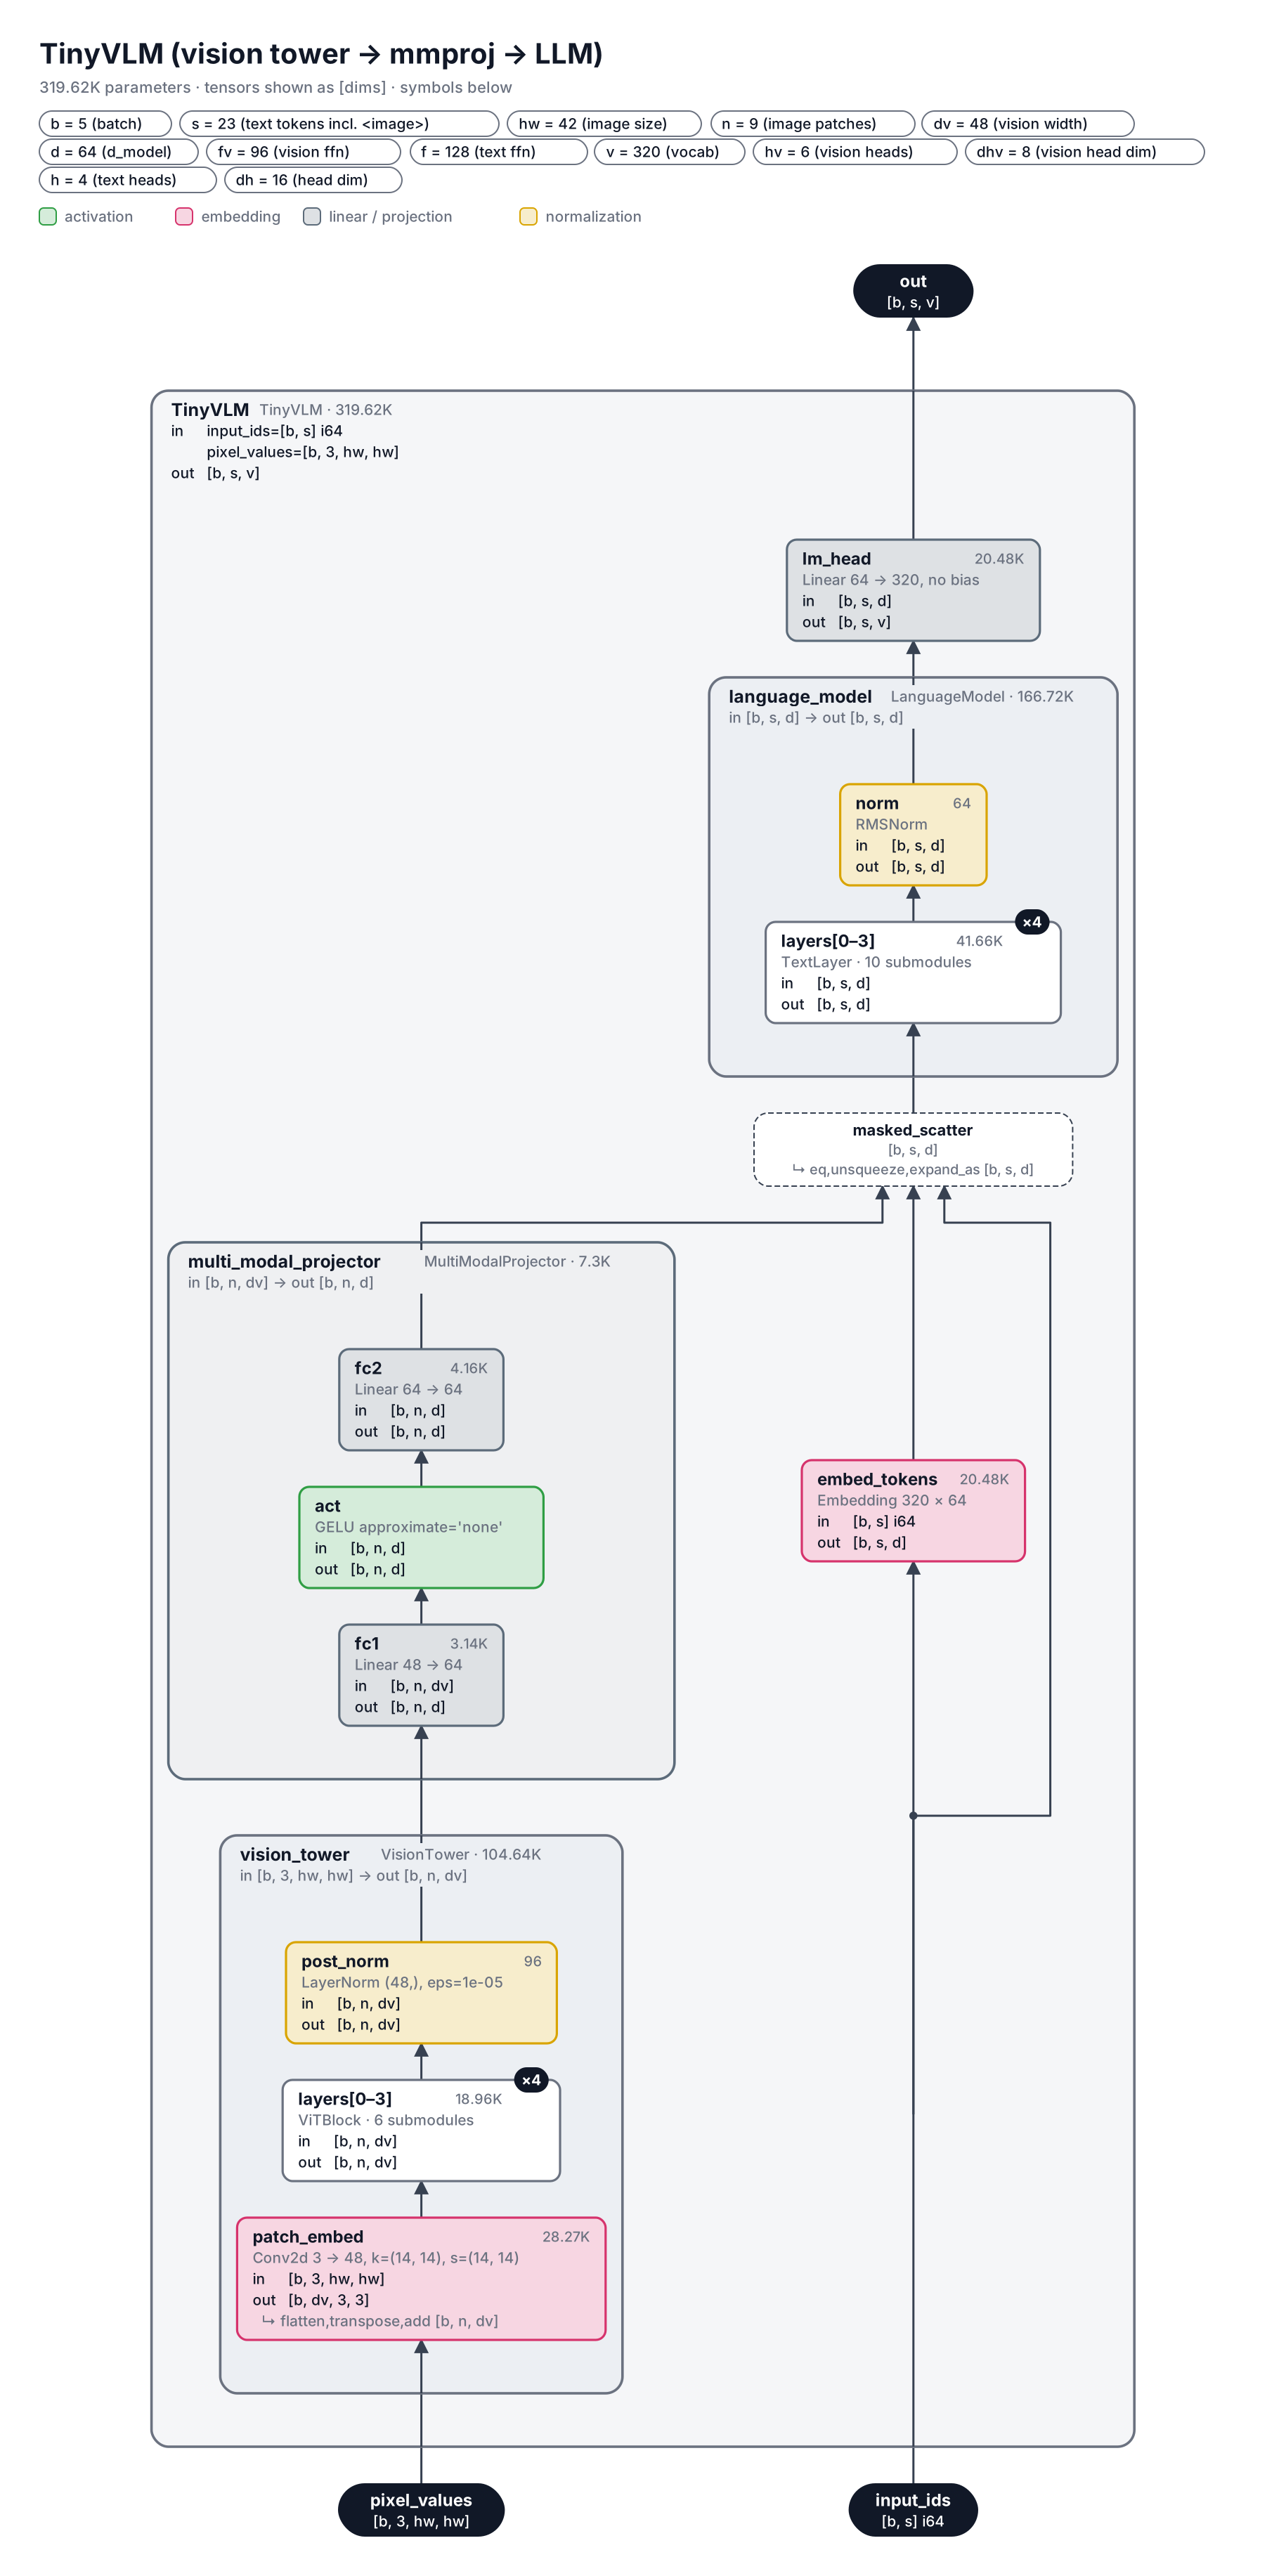 TinyVLM (vision tower → mmproj → LLM)
319.62K parameters · tensors shown as [dims] · symbols below
b = 5 (batch)
s = 23 (text tokens incl. <image>)
hw = 42 (image size)
n = 9 (image patches)
dv = 48 (vision width)
d = 64 (d_model)
fv = 96 (vision ffn)
f = 128 (text ffn)
v = 320 (vocab)
hv = 6 (vision heads)
dhv = 8 (vision head dim)
h = 4 (text heads)
dh = 16 (head dim)
activation
embedding
linear / projection
normalization
out
[b, s, v]
TinyVLM TinyVLM · 319.62K
in input_ids=[b, s] i64
pixel_values=[b, 3, hw, hw]
out [b, s, v]
lm_head 20.48K
Linear 64 → 320, no bias
in [b, s, d]
out [b, s, v]
language_model LanguageModel · 166.72K
in [b, s, d] → out [b, s, d]
norm 64
RMSNorm
in [b, s, d]
out [b, s, d]
×4
layers[0–3] 41.66K
TextLayer · 10 submodules
in [b, s, d]
out [b, s, d]
masked_scatter
[b, s, d]
↳ eq,unsqueeze,expand_as [b, s, d]
multi_modal_projector MultiModalProjector · 7.3K
in [b, n, dv] → out [b, n, d]
fc2 4.16K
Linear 64 → 64
in [b, n, d]
out [b, n, d]
act
GELU approximate='none'
in [b, n, d]
out [b, n, d]
fc1 3.14K
Linear 48 → 64
in [b, n, dv]
out [b, n, d]
embed_tokens 20.48K
Embedding 320 × 64
in [b, s] i64
out [b, s, d]
vision_tower VisionTower · 104.64K
in [b, 3, hw, hw] → out [b, n, dv]
post_norm 96
LayerNorm (48,), eps=1e-05
in [b, n, dv]
out [b, n, dv]
×4
layers[0–3] 18.96K
ViTBlock · 6 submodules
in [b, n, dv]
out [b, n, dv]
patch_embed 28.27K
Conv2d 3 → 48, k=(14, 14), s=(14, 14)
in [b, 3, hw, hw]
out [b, dv, 3, 3]
↳ flatten,transpose,add [b, n, dv]
pixel_values
[b, 3, hw, hw]
input_ids
[b, s] i64